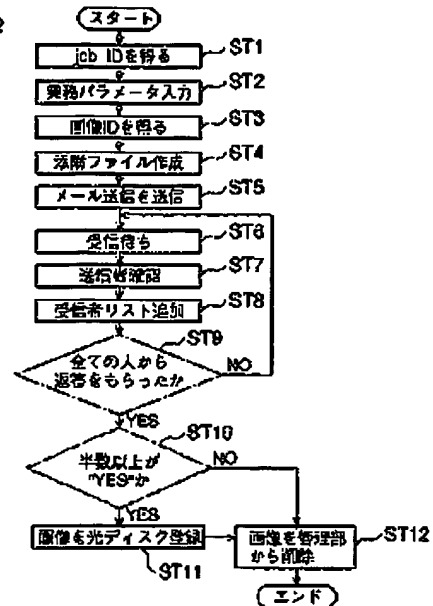 スタート
job IDを得る
ST1
業務パラメータ入力
ST2
画像IDを得る
ST3
添附ファイル作成
ST4
メール送信を送信
ST5
受信待ち
ST6
送信者確認
ST7
受信者リスト追加
ST8
全ての人から
返答をもらったか
ST9
NO
YES
半数以上が
"YES"か
ST10
NO
YES
画像を光ディスク登録
ST11
画像を管理部
から削除
ST12
エンド